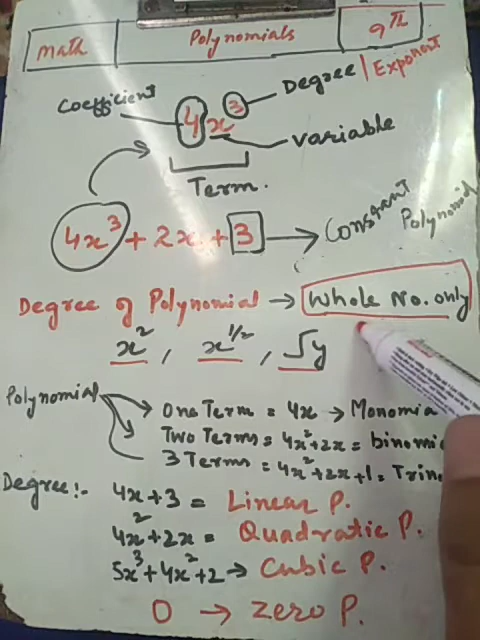 math Polynomials 9th
Coefficient 4x³ Degree | Exponent
variable
Term.
4x³ + 2x + 3 → Constant Polynomial
Degree of Polynomial → Whole No. only
x², x^1/2, √y
Polynomial → One Term = 4x → Monomia
Two Terms = 4x²+2x = binomi
3 Terms = 4x²+2x+1 = Trin
Degree:- 4x+3 = Linear P.
4x²+2x = Quadratic P.
5x³+4x²+2 → Cubic P.
0 → Zero P.